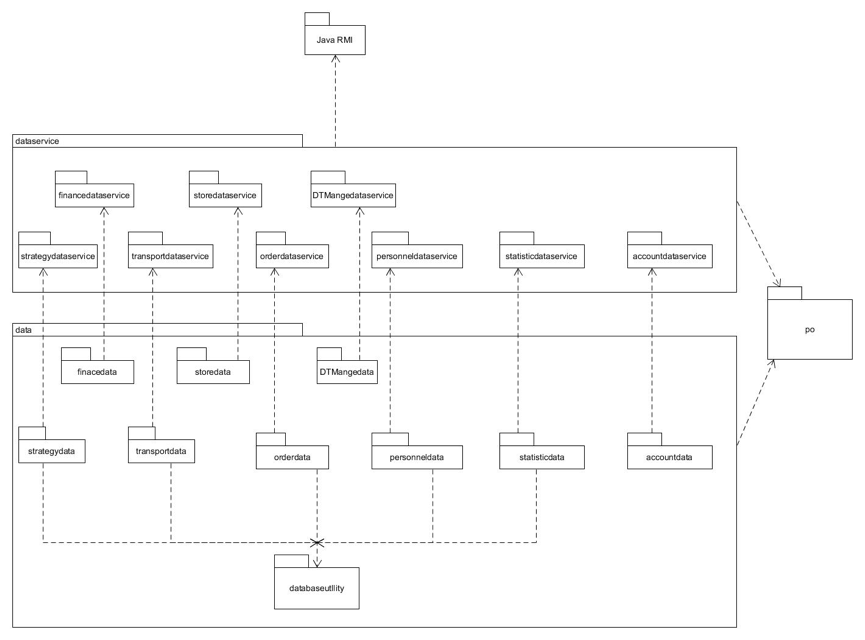 Java RMI
dataservice
financedataservice
storedataservice
DTMangedataservice
strategydataservice
transportdataservice
orderdataservice
personneldataservice
statisticdataservice
accountdataservice
po
data
finacedata
storedata
DTMangedata
strategydata
transportdata
orderdata
personneldata
statisticdata
accountdata
databaseutllity